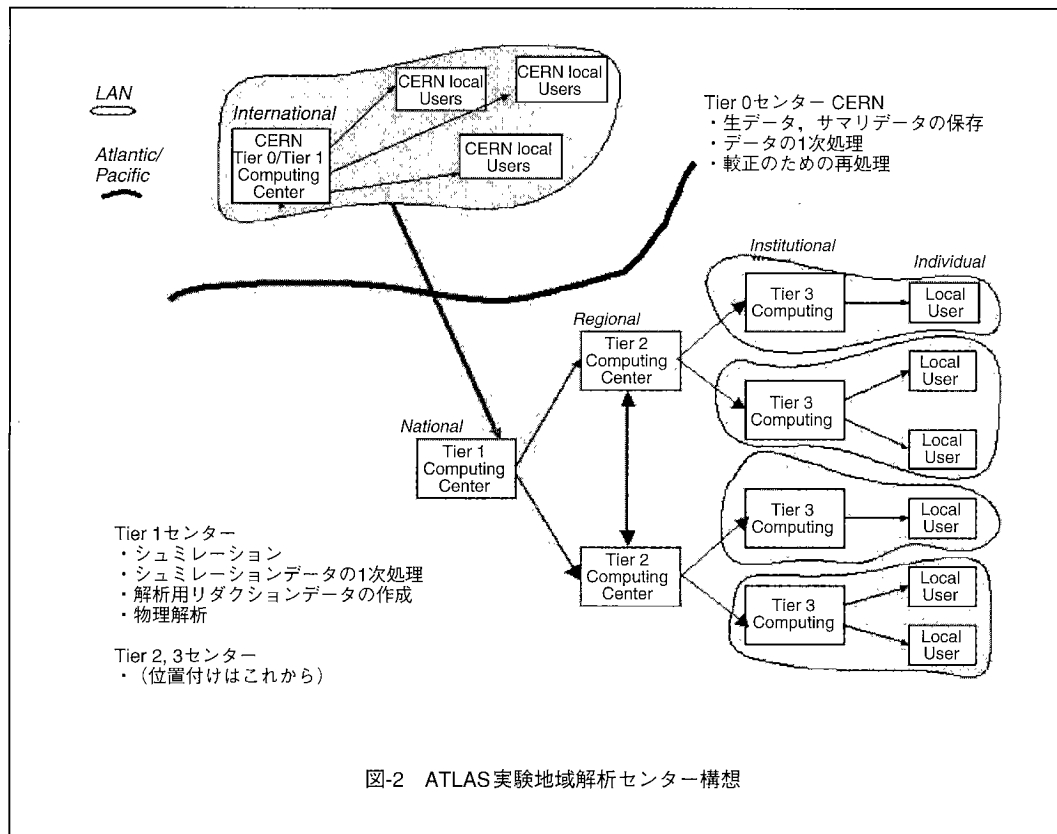 LAN
Atlantic/
Pacific
International
CERN
Tier 0/Tier 1
Computing
Center
CERN local
Users
CERN local
Users
CERN local
Users
Tier 0センター CERN
・生データ，サマリデータの保存
・データの1次処理
・較正のための再処理
National
Tier 1
Computing
Center
Regional
Tier 2
Computing
Center
Tier 2
Computing
Center
Institutional
Tier 3
Computing
Tier 3
Computing
Tier 3
Computing
Tier 3
Computing
Individual
Local
User
Local
User
Local
User
Local
User
Local
User
Local
User
Tier 1センター
・シュミレーション
・シュミレーションデータの1次処理
・解析用リダクションデータの作成
・物理解析
Tier 2, 3センター
・（位置付けはこれから）
図-2　ATLAS実験地域解析センター構想